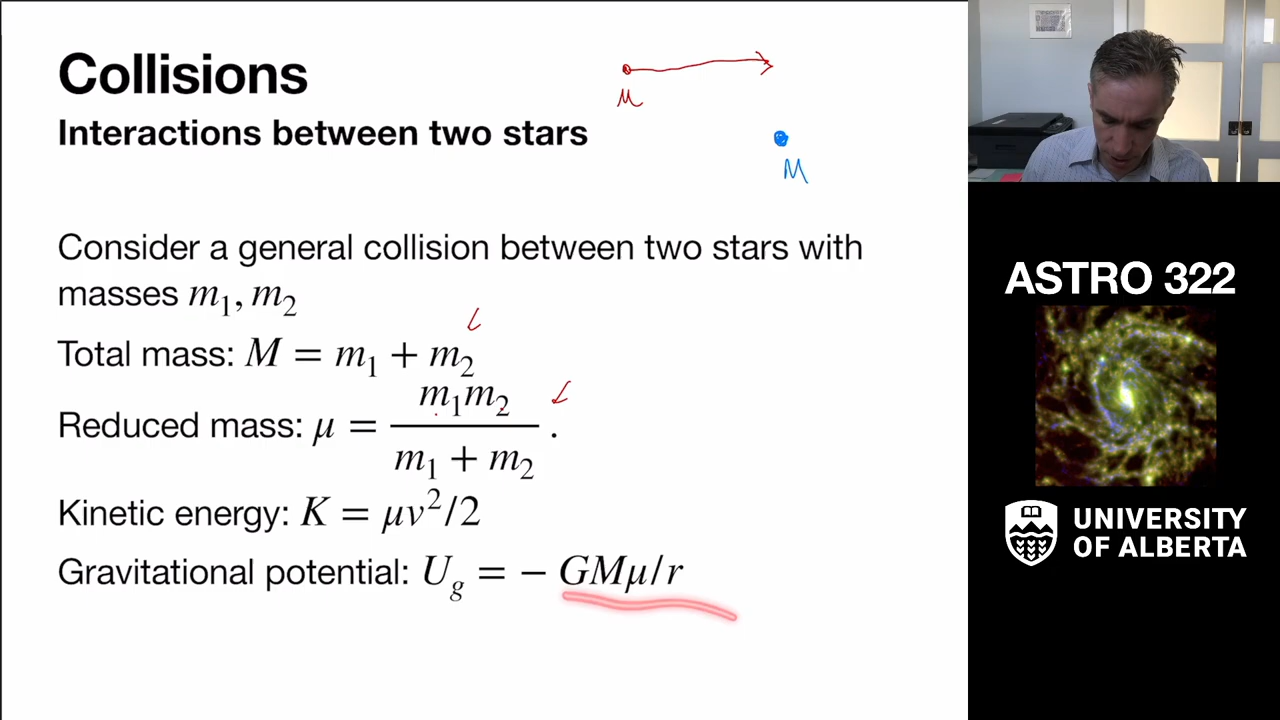 Collisions
Interactions between two stars
μ
M
Consider a general collision between two stars with
masses m₁, m₂
Total mass: M = m₁ + m₂
Reduced mass: μ = m₁m₂ / (m₁ + m₂) .
Kinetic energy: K = μv²/2
Gravitational potential: U_g = − GMμ/r
ASTRO 322
UNIVERSITY
OF ALBERTA